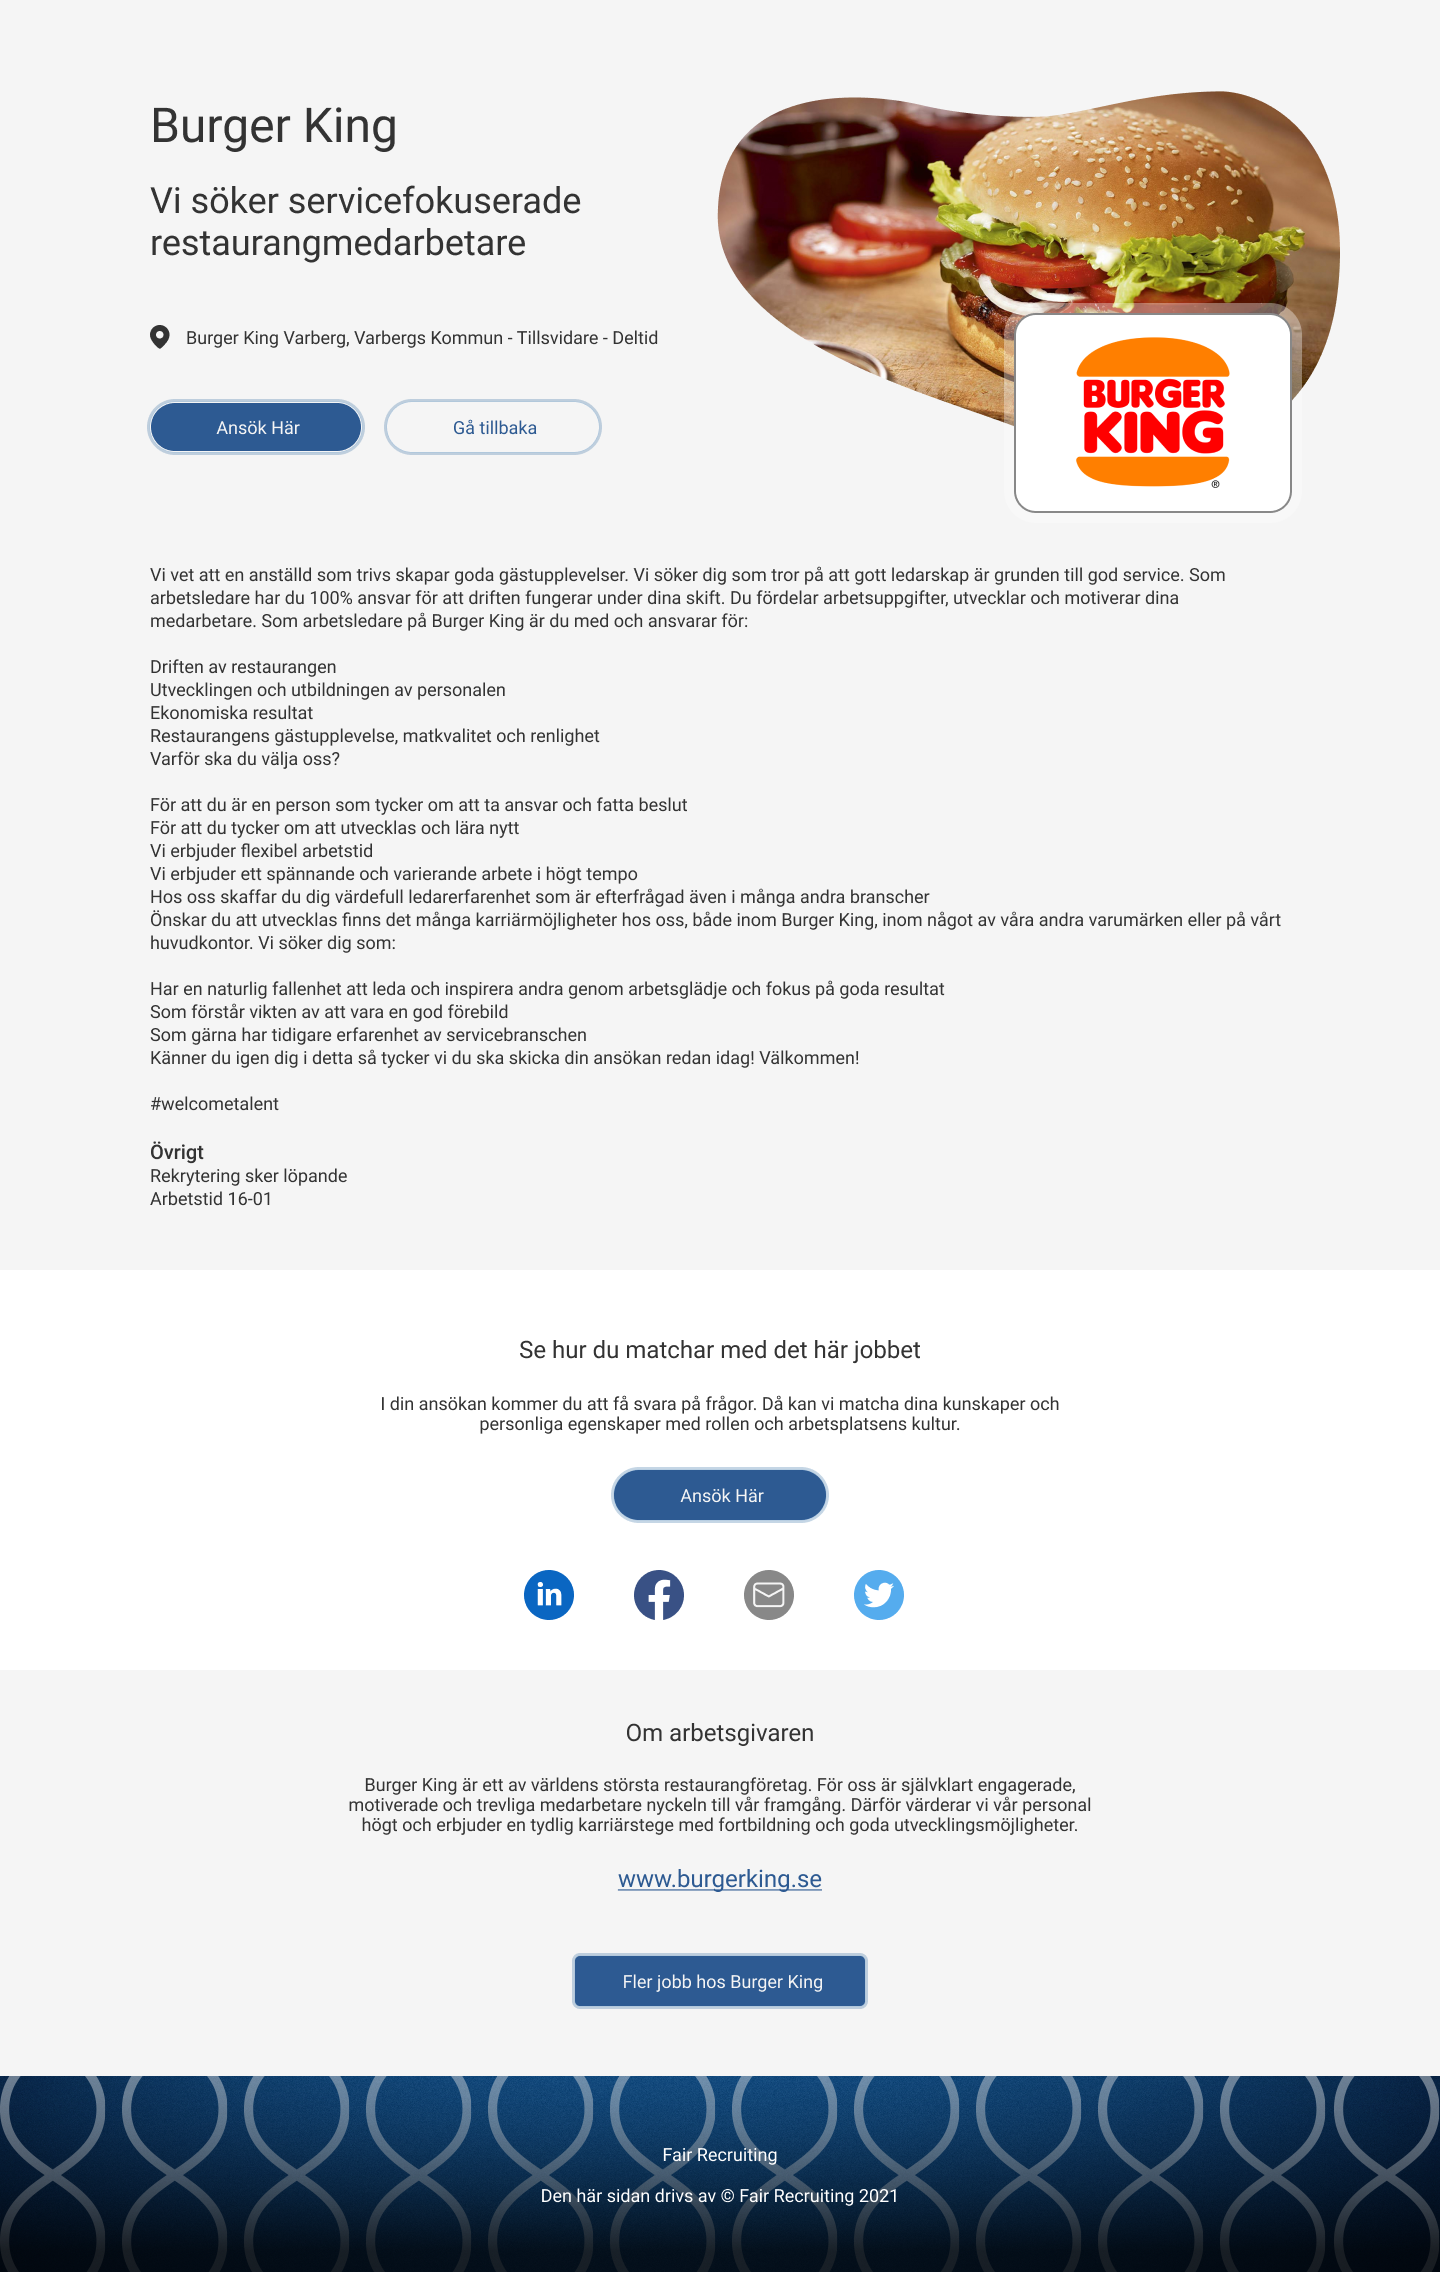 Burger King
Vi söker servicefokuserade
restaurangmedarbetare
Burger King Varberg, Varbergs Kommun - Tillsvidare - Deltid
Ansök Här
Gå tillbaka
BURGER
KING
®
Vi vet att en anställd som trivs skapar goda gästupplevelser. Vi söker dig som tror på att gott ledarskap är grunden till god service. Som
arbetsledare har du 100% ansvar för att driften fungerar under dina skift. Du fördelar arbetsuppgifter, utvecklar och motiverar dina
medarbetare. Som arbetsledare på Burger King är du med och ansvarar för:
Driften av restaurangen
Utvecklingen och utbildningen av personalen
Ekonomiska resultat
Restaurangens gästupplevelse, matkvalitet och renlighet
Varför ska du välja oss?
För att du är en person som tycker om att ta ansvar och fatta beslut
För att du tycker om att utvecklas och lära nytt
Vi erbjuder flexibel arbetstid
Vi erbjuder ett spännande och varierande arbete i högt tempo
Hos oss skaffar du dig värdefull ledarerfarenhet som är efterfrågad även i många andra branscher
Önskar du att utvecklas finns det många karriärmöjligheter hos oss, både inom Burger King, inom något av våra andra varumärken eller på vårt
huvudkontor. Vi söker dig som:
Har en naturlig fallenhet att leda och inspirera andra genom arbetsglädje och fokus på goda resultat
Som förstår vikten av att vara en god förebild
Som gärna har tidigare erfarenhet av servicebranschen
Känner du igen dig i detta så tycker vi du ska skicka din ansökan redan idag! Välkommen!
#welcometalent
Övrigt
Rekrytering sker löpande
Arbetstid 16-01
Se hur du matchar med det här jobbet
I din ansökan kommer du att få svara på frågor. Då kan vi matcha dina kunskaper och
personliga egenskaper med rollen och arbetsplatsens kultur.
Ansök Här
in
Om arbetsgivaren
Burger King är ett av världens största restaurangföretag. För oss är självklart engagerade,
motiverade och trevliga medarbetare nyckeln till vår framgång. Därför värderar vi vår personal
högt och erbjuder en tydlig karriärstege med fortbildning och goda utvecklingsmöjligheter.
www.burgerking.se
Fler jobb hos Burger King
Fair Recruiting
Den här sidan drivs av © Fair Recruiting 2021